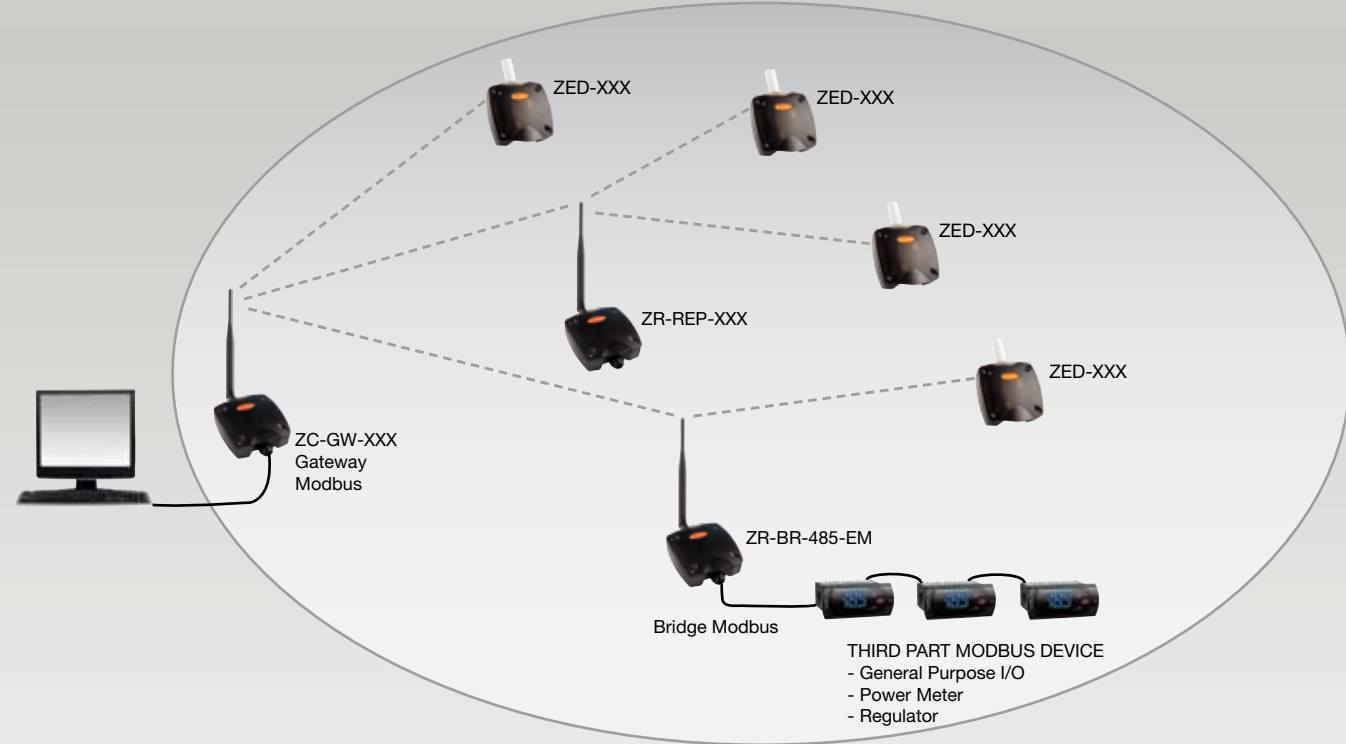 ZED-XXX
ZED-XXX
ZED-XXX
ZR-REP-XXX
ZED-XXX
ZC-GW-XXX
Gateway
Modbus
ZR-BR-485-EM
Bridge Modbus
THIRD PART MODBUS DEVICE
- General Purpose I/O
- Power Meter
- Regulator